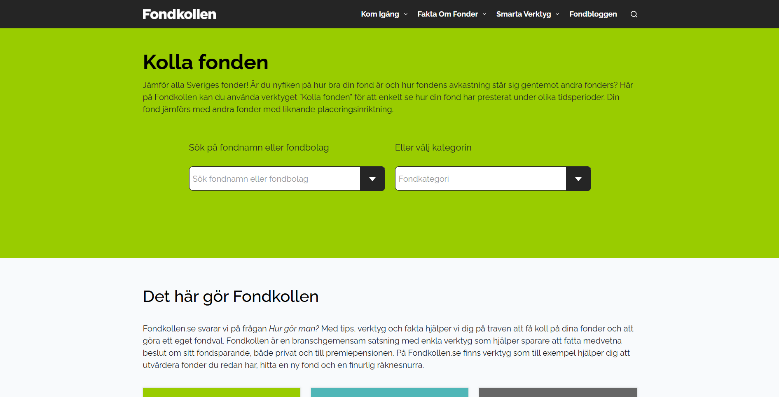 Fondkollen
Kom Igång Fakta Om Fonder Smarta Verktyg Fondbloggen
Kolla fonden
Jämför alla Sveriges fonder! Är du nyfiken på hur bra din fond är och hur fondens avkastning står sig gentemot andra fonders? Här
på Fondkollen kan du använda verktyget "Kolla fonden" för att enkelt se hur din fond har presterat under olika tidsperioder. Din
fond jämförs med andra fonder med liknande placeringsinriktning.
Sök på fondnamn eller fondbolag
Eller välj kategorin
Sök fondnamn eller fondbolag
Fondkategori
Det här gör Fondkollen
Fondkollen.se svarar vi på frågan Hur gör man? Med tips, verktyg och fakta hjälper vi dig på traven att få koll på dina fonder och att
göra ett eget fondval. Fondkollen är en branschgemensam satsning med enkla verktyg som hjälper sparare att fatta medvetna
beslut om sitt fondsparande, både privat och till premiepensionen. På Fondkollen.se finns verktyg som till exempel hjälper dig att
utvärdera fonder du redan har, hitta en ny fond och en finurlig räknesnurra.